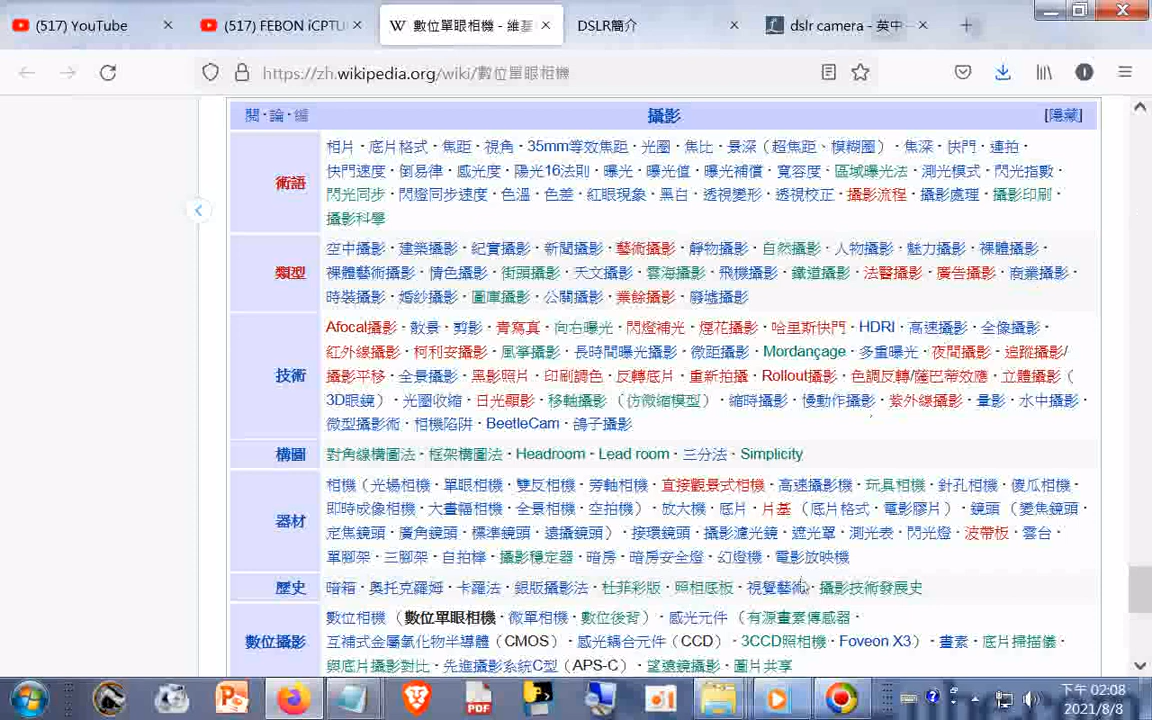 (517) YouTube
(517) FEBON iCPTU
數位單眼相機 - 維基
DSLR簡介
dslr camera - 英中
https://zh.wikipedia.org/wiki/數位單眼相機
閱·論·編 攝影 [隱藏]
術語
相片 · 底片格式 · 焦距 · 視角 · 35mm等效焦距 · 光圈 · 焦比 · 景深（超焦距、模糊圈） · 焦深 · 快門 · 連拍 ·
快門速度 · 倒易律 · 感光度 · 陽光16法則 · 曝光 · 曝光值 · 曝光補償 · 寬容度 · 區域曝光法 · 測光模式 · 閃光指數 ·
閃光同步 · 閃燈同步速度 · 色溫 · 色差 · 紅眼現象 · 黑白 · 透視變形 · 透視校正 · 攝影流程 · 攝影處理 · 攝影印刷 ·
攝影科學
類型
空中攝影 · 建築攝影 · 紀實攝影 · 新聞攝影 · 藝術攝影 · 靜物攝影 · 自然攝影 · 人物攝影 · 魅力攝影 · 裸體攝影 ·
裸體藝術攝影 · 情色攝影 · 街頭攝影 · 天文攝影 · 雲海攝影 · 飛機攝影 · 鐵道攝影 · 法醫攝影 · 廣告攝影 · 商業攝影 ·
時裝攝影 · 婚紗攝影 · 圖庫攝影 · 公關攝影 · 業餘攝影 · 廢墟攝影
技術
Afocal攝影 · 散景 · 剪影 · 青寫真 · 向右曝光 · 閃燈補光 · 煙花攝影 · 哈里斯快門 · HDRI · 高速攝影 · 全像攝影 ·
紅外線攝影 · 柯利安攝影 · 風箏攝影 · 長時間曝光攝影 · 微距攝影 · Mordançage · 多重曝光 · 夜間攝影 · 追蹤攝影/
攝影平移 · 全景攝影 · 黑影照片 · 印刷調色 · 反轉底片 · 重新拍攝 · Rollout攝影 · 色調反轉/薩巴蒂效應 · 立體攝影（
3D眼鏡） · 光圈收縮 · 日光顯影 · 移軸攝影 （仿微縮模型） · 縮時攝影 · 慢動作攝影 · 紫外線攝影 · 暈影 · 水中攝影 ·
微型攝影術 · 相機陷阱 · BeetleCam · 鴿子攝影
構圖
對角線構圖法 · 框架構圖法 · Headroom · Lead room · 三分法 · Simplicity
器材
相機（光場相機 · 單眼相機 · 雙反相機 · 旁軸相機 · 直接觀景式相機 · 高速攝影機 · 玩具相機 · 針孔相機 · 傻瓜相機 ·
即時成像相機 · 大畫幅相機 · 全景相機 · 空拍機） · 放大機 · 底片 · 片基 （底片格式 · 電影膠片） · 鏡頭 （變焦鏡頭 ·
定焦鏡頭 · 廣角鏡頭 · 標準鏡頭 · 遠攝鏡頭） · 接環鏡頭 · 攝影濾光鏡 · 遮光罩 · 測光表 · 閃光燈 · 波帶板 · 雲台 ·
單腳架 · 三腳架 · 自拍棒 · 攝影穩定器 · 暗房 · 暗房安全燈 · 幻燈機 · 電影放映機
歷史
暗箱 · 奧托克羅姆 · 卡羅法 · 銀版攝影法 · 杜菲彩版 · 照相底板 · 視覺藝術 · 攝影技術發展史
數位攝影
數位相機 （數位單眼相機 · 微單相機 · 數位後背） · 感光元件 （有源畫素傳感器 ·
互補式金屬氧化物半導體（CMOS） · 感光耦合元件（CCD） · 3CCD照相機 · Foveon X3） · 畫素 · 底片掃描儀 ·
與底片攝影對比 · 先進攝影系統C型（APS-C） · 望遠鏡攝影 · 圖片共享
PDF
下午 02:08
2021/8/8